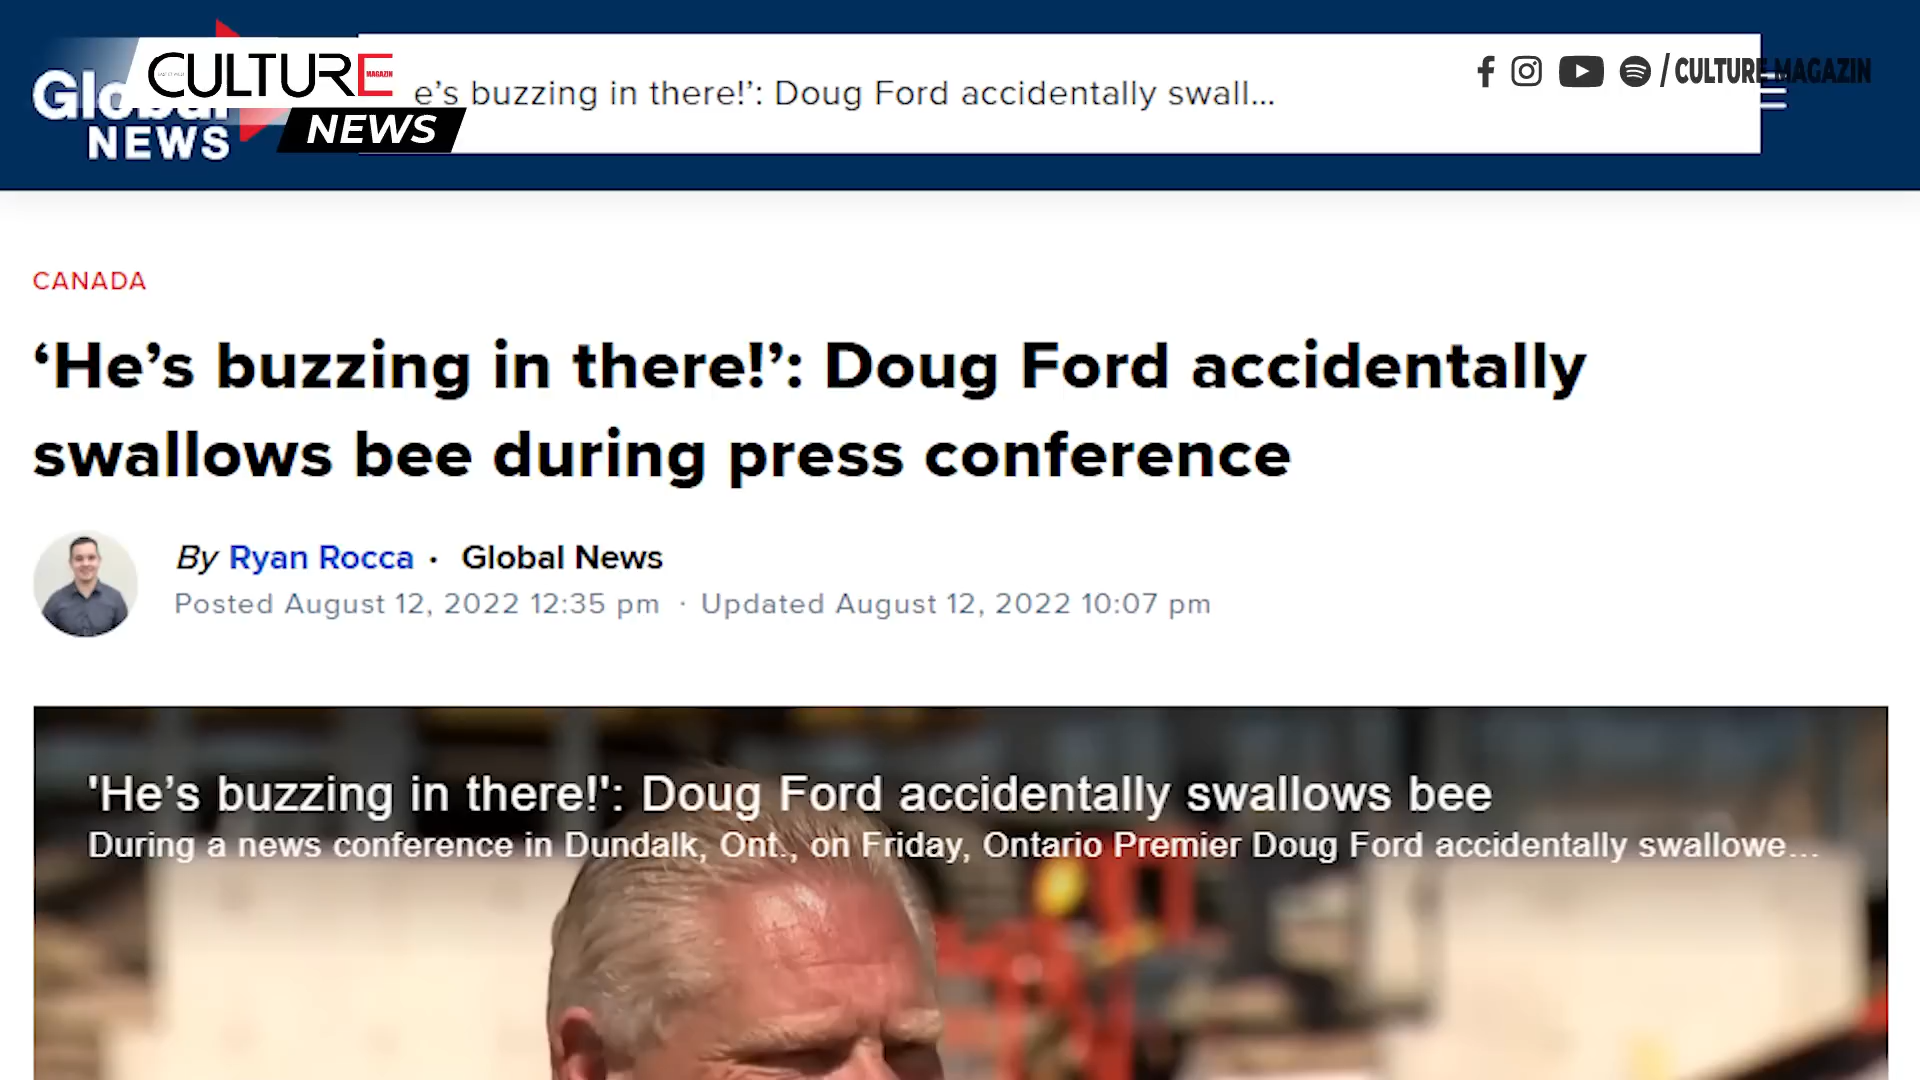 Global
NEWS
CULTURE
MAGAZIN
NEWS
e’s buzzing in there!’: Doug Ford accidentally swall...
/ CULTURE MAGAZIN
CANADA
‘He’s buzzing in there!’: Doug Ford accidentally
swallows bee during press conference
By Ryan Rocca · Global News
Posted August 12, 2022 12:35 pm · Updated August 12, 2022 10:07 pm
'He’s buzzing in there!': Doug Ford accidentally swallows bee
During a news conference in Dundalk, Ont., on Friday, Ontario Premier Doug Ford accidentally swallowe...